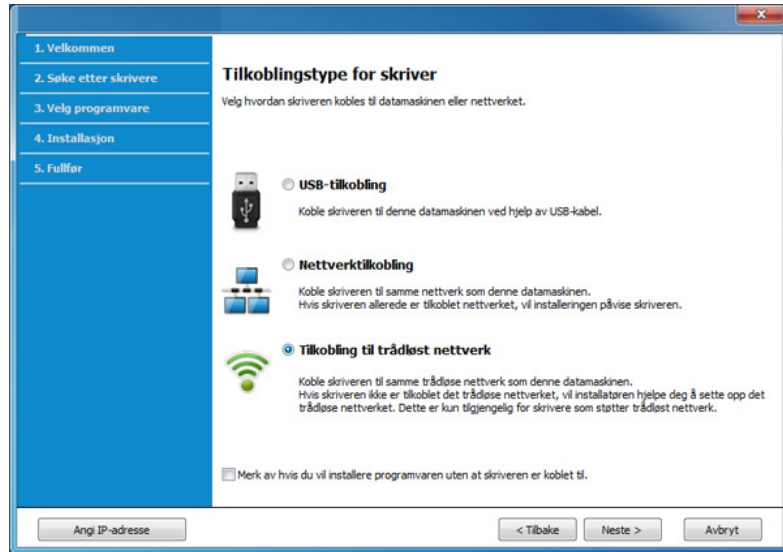 1. Velkommen
2. Søke etter skrivere
3. Velg programvare
4. Installasjon
5. Fullfør
Tilkoblingstype for skriver
Velg hvordan skriveren kobles til datamaskinen eller nettverket.
USB-tilkobling
Koble skriveren til denne datamaskinen ved hjelp av USB-kabel.
Nettverktilkobling
Koble skriveren til samme nettverk som denne datamaskinen.
Hvis skriveren allerede er tilkoblet nettverket, vil installeringen påvise skriveren.
Tilkobling til trådløst nettverk
Koble skriveren til samme trådløse nettverk som denne datamaskinen.
Hvis skriveren ikke er tilkoblet det trådløse nettverket, vil installatøren hjelpe deg å sette opp det
trådløse nettverket. Dette er kun tilgjengelig for skrivere som støtter trådløst nettverk.
Merk av hvis du vil installere programvaren uten at skriveren er koblet til.
Angi IP-adresse
< Tilbake
Neste >
Avbryt